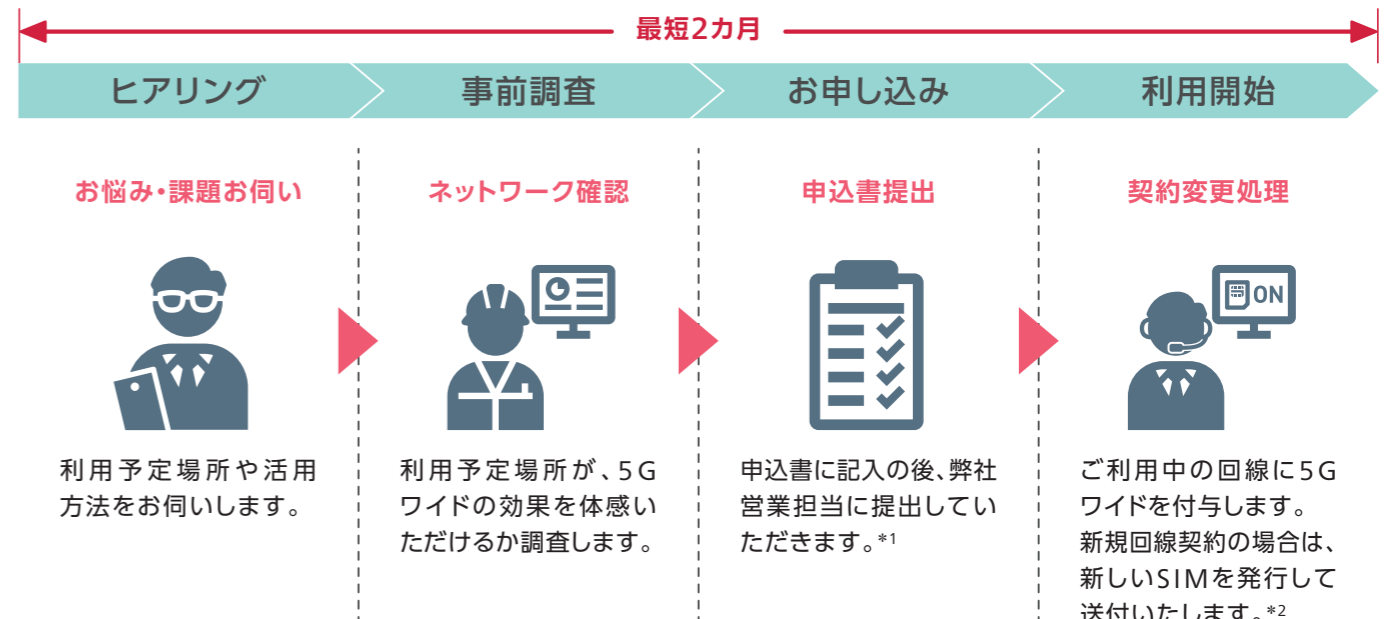 最短2カ月
ヒアリング
事前調査
お申し込み
利用開始
お悩み・課題お伺い
ネットワーク確認
申込書提出
契約変更処理
ON
利用予定場所や活用
方法をお伺いします。
利用予定場所が、5G
ワイドの効果を体感い
ただけるか調査します。
申込書に記入の後、弊社
営業担当に提出してい
ただきます。*1
ご利用中の回線に5G
ワイドを付与します。
新規回線契約の場合は、
新しいSIMを発行して
送付いたします。*2